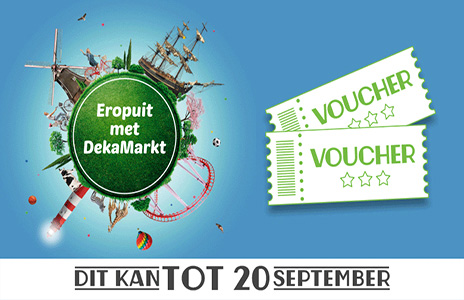 Eropuit
met
DekaMarkt
VOUCHER
VOUCHER
DIT KAN TOT 20 SEPTEMBER